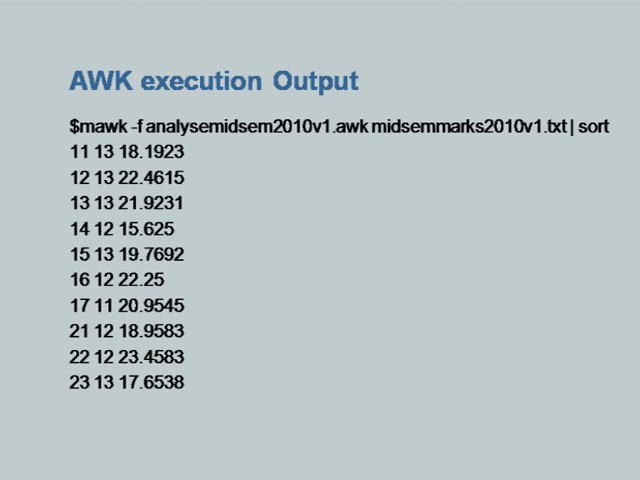 AWK execution Output
$mawk -f analysemidsem2010v1.awk midsemmarks2010v1.txt | sort
11 13 18.1923
12 13 22.4615
13 13 21.9231
14 12 15.625
15 13 19.7692
16 12 22.25
17 11 20.9545
21 12 18.9583
22 12 23.4583
23 13 17.6538